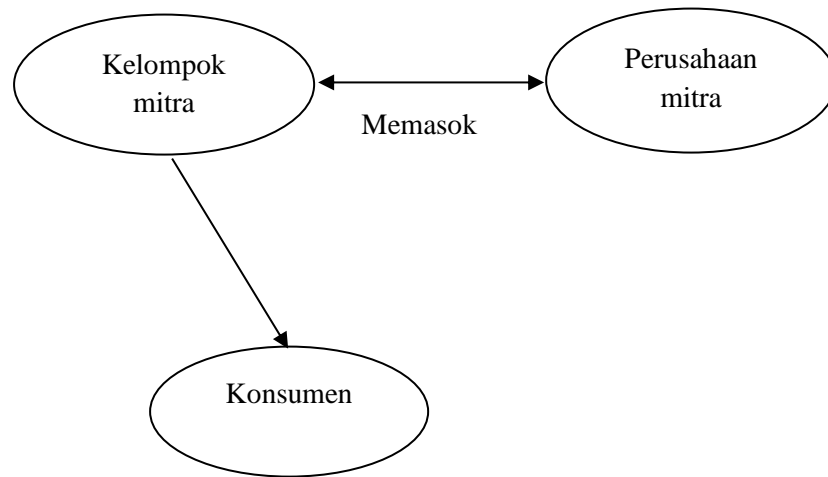 Kelompok
mitra
Perusahaan
mitra
Memasok
Konsumen